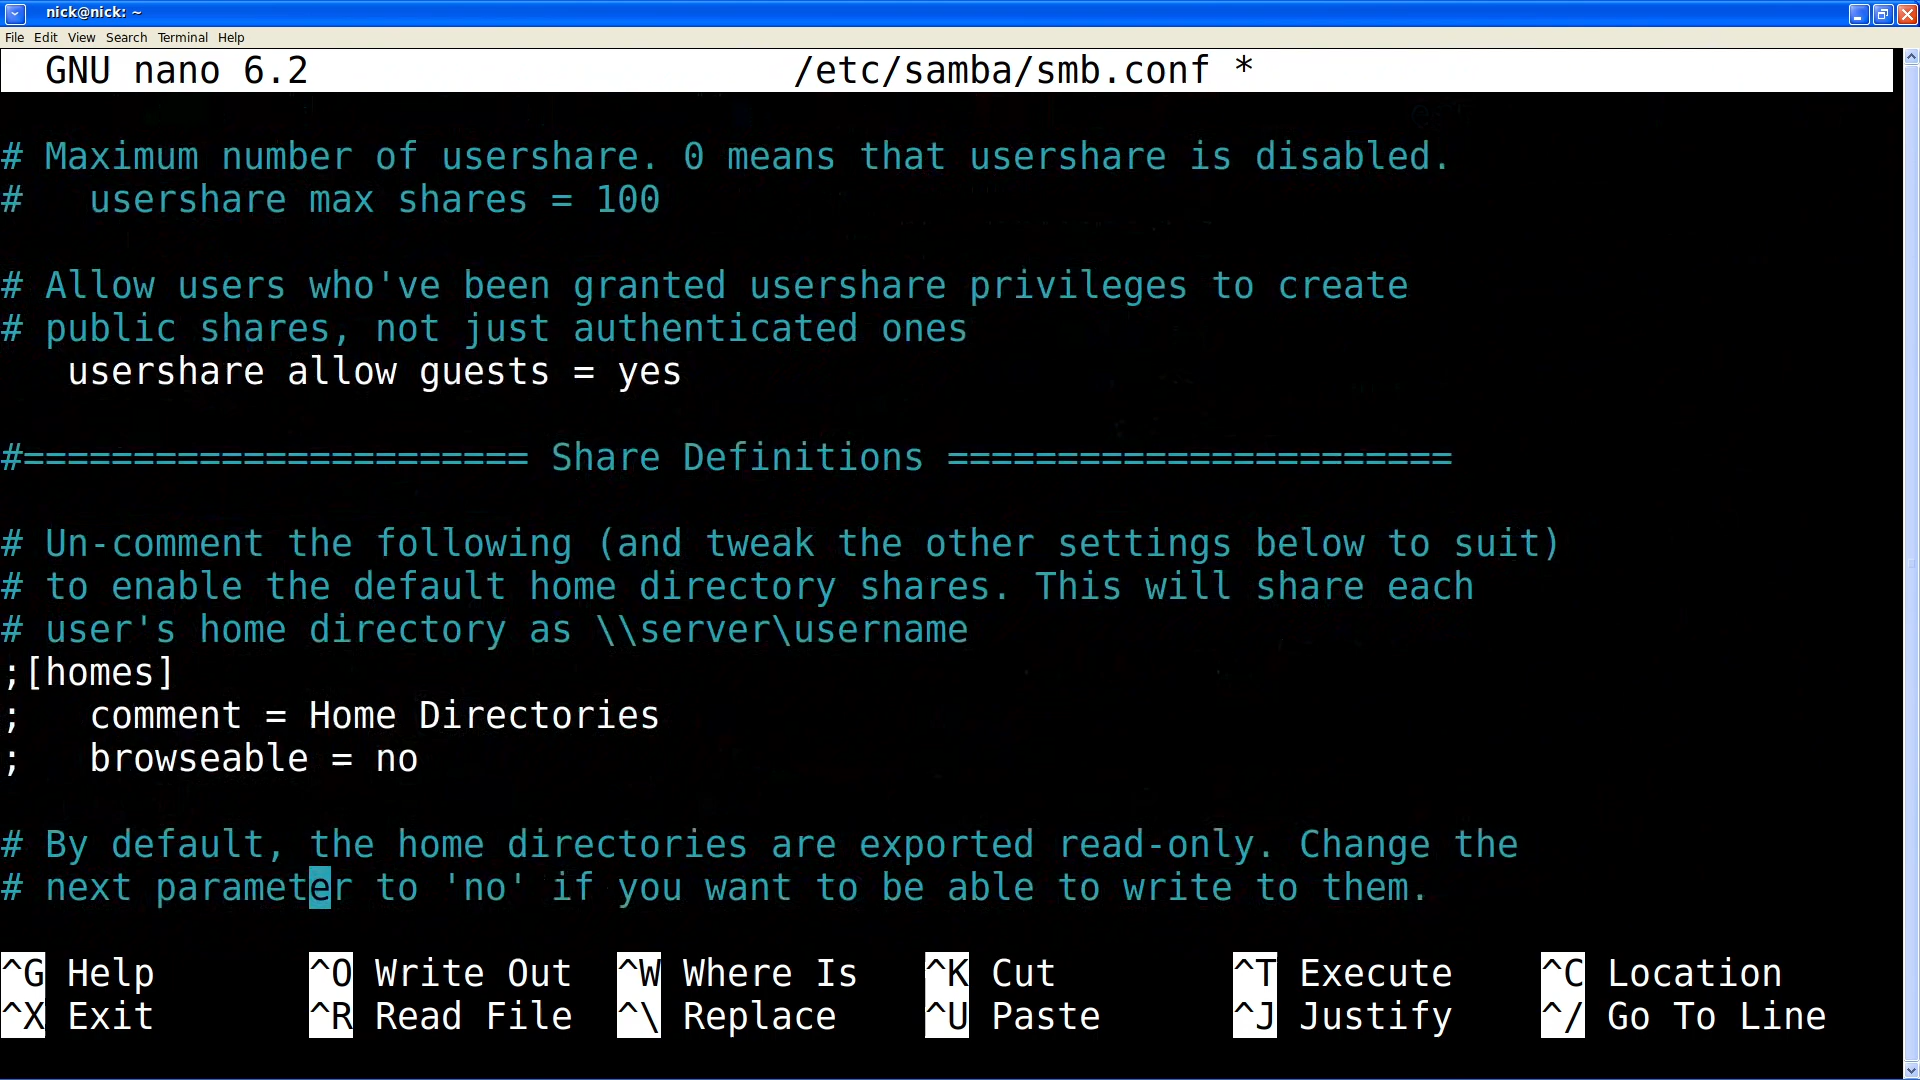 nick@nick: ~
File Edit View Search Terminal Help
GNU nano 6.2 /etc/samba/smb.conf *
# Maximum number of usershare. 0 means that usershare is disabled.
#   usershare max shares = 100
# Allow users who've been granted usershare privileges to create
# public shares, not just authenticated ones
   usershare allow guests = yes
#======================= Share Definitions =======================
# Un-comment the following (and tweak the other settings below to suit)
# to enable the default home directory shares. This will share each
# user's home directory as \\server\username
;[homes]
;   comment = Home Directories
;   browseable = no
# By default, the home directories are exported read-only. Change the
# next parameter to 'no' if you want to be able to write to them.
^G Help ^O Write Out ^W Where Is ^K Cut ^T Execute ^C Location
^X Exit ^R Read File ^\ Replace ^U Paste ^J Justify ^/ Go To Line